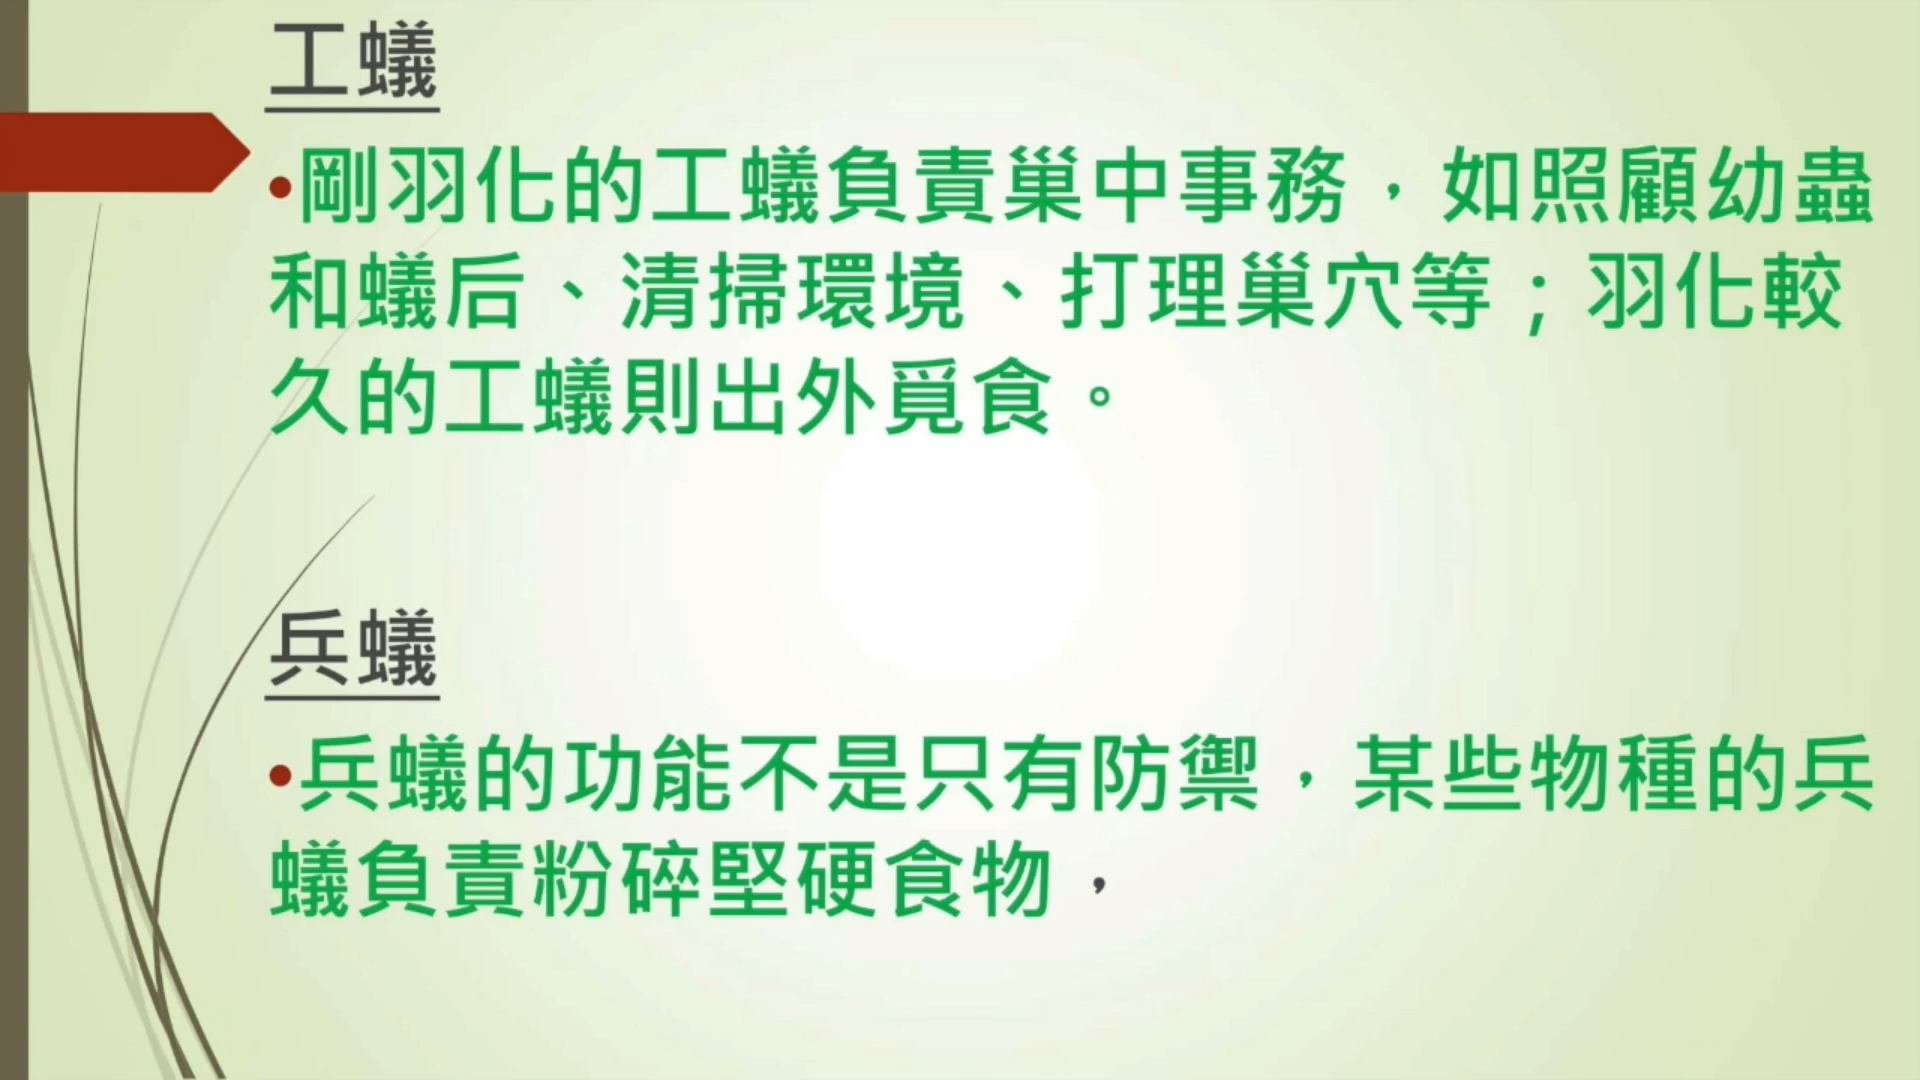 工蟻
•剛羽化的工蟻負責巢中事務，如照顧幼蟲
和蟻后、清掃環境、打理巢穴等；羽化較
久的工蟻則出外覓食。
兵蟻
•兵蟻的功能不是只有防禦，某些物種的兵
蟻負責粉碎堅硬食物，